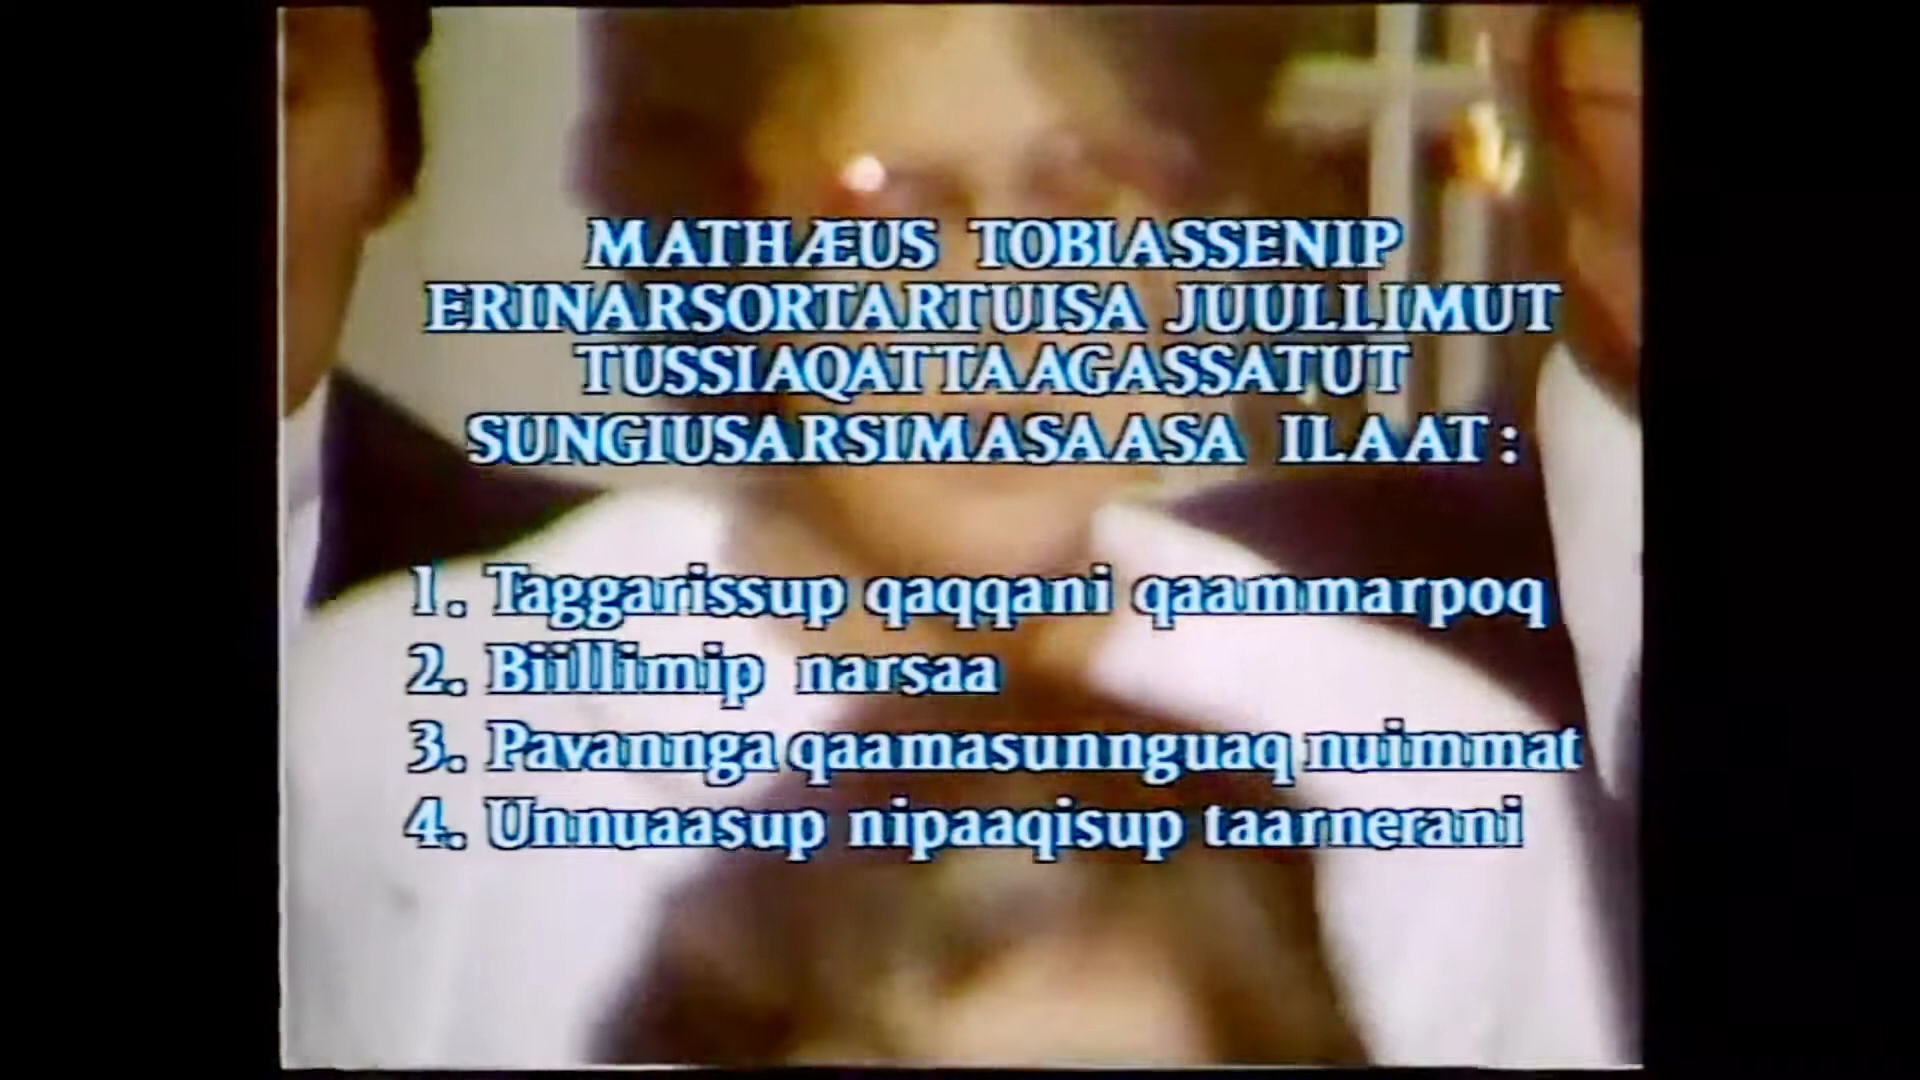 MATHÆUS TOBIASSENIP
ERINARSORTARTUISA JUULLIMUT
TUSSIAQATTAAGASSATUT
SUNGIUSARSIMASAASA ILAAT:
1. Taggarissup qaqqani qaammarpoq
2. Biillimip narsaa
3. Pavannga qaamasunnguaq nuimmat
4. Unnuaasup nipaaqisup taarnerani